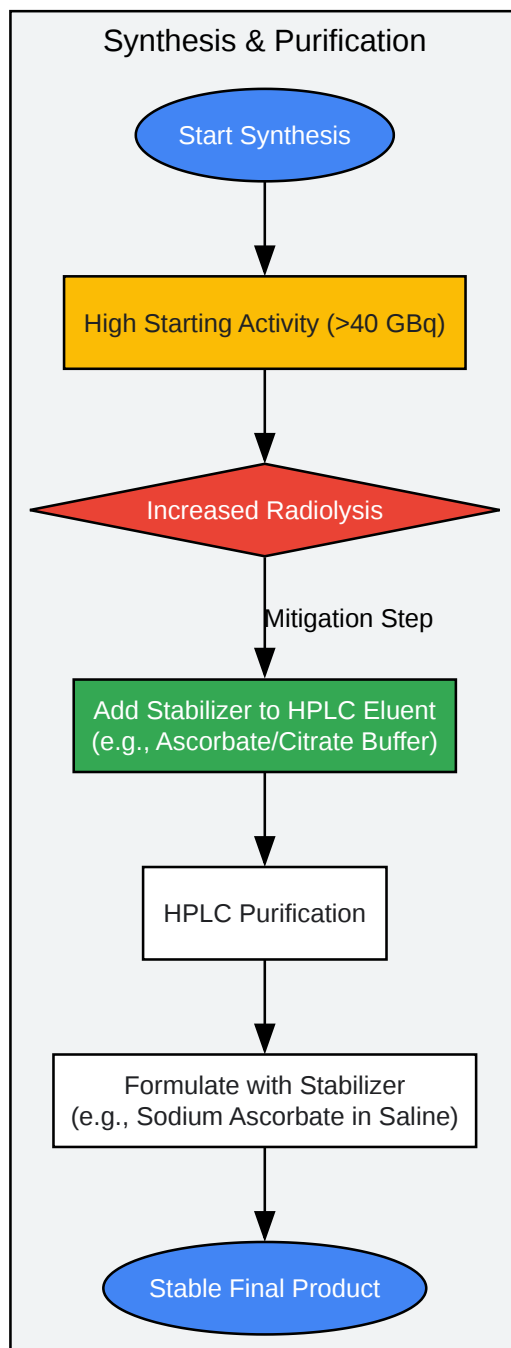 Synthesis & Purification
Start Synthesis
High Starting Activity (>40 GBq)
Increased Radiolysis
Mitigation Step
Add Stabilizer to HPLC Eluent
(e.g., Ascorbate/Citrate Buffer)
HPLC Purification
Formulate with Stabilizer
(e.g., Sodium Ascorbate in Saline)
Stable Final Product